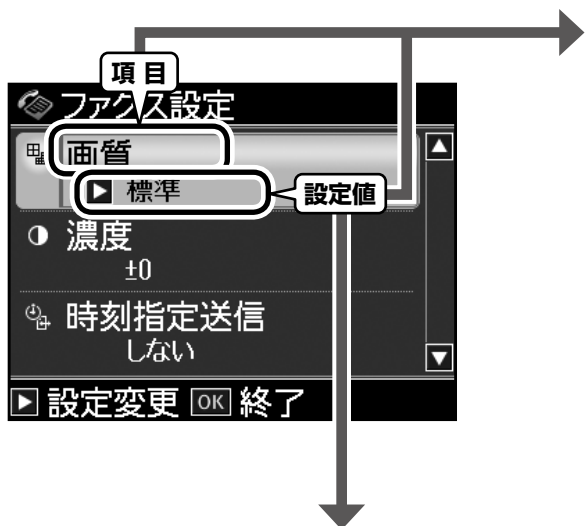 項目
ファクス設定
画質
標準
設定値
濃度
±0
時刻指定送信
しない
設定変更 OK 終了